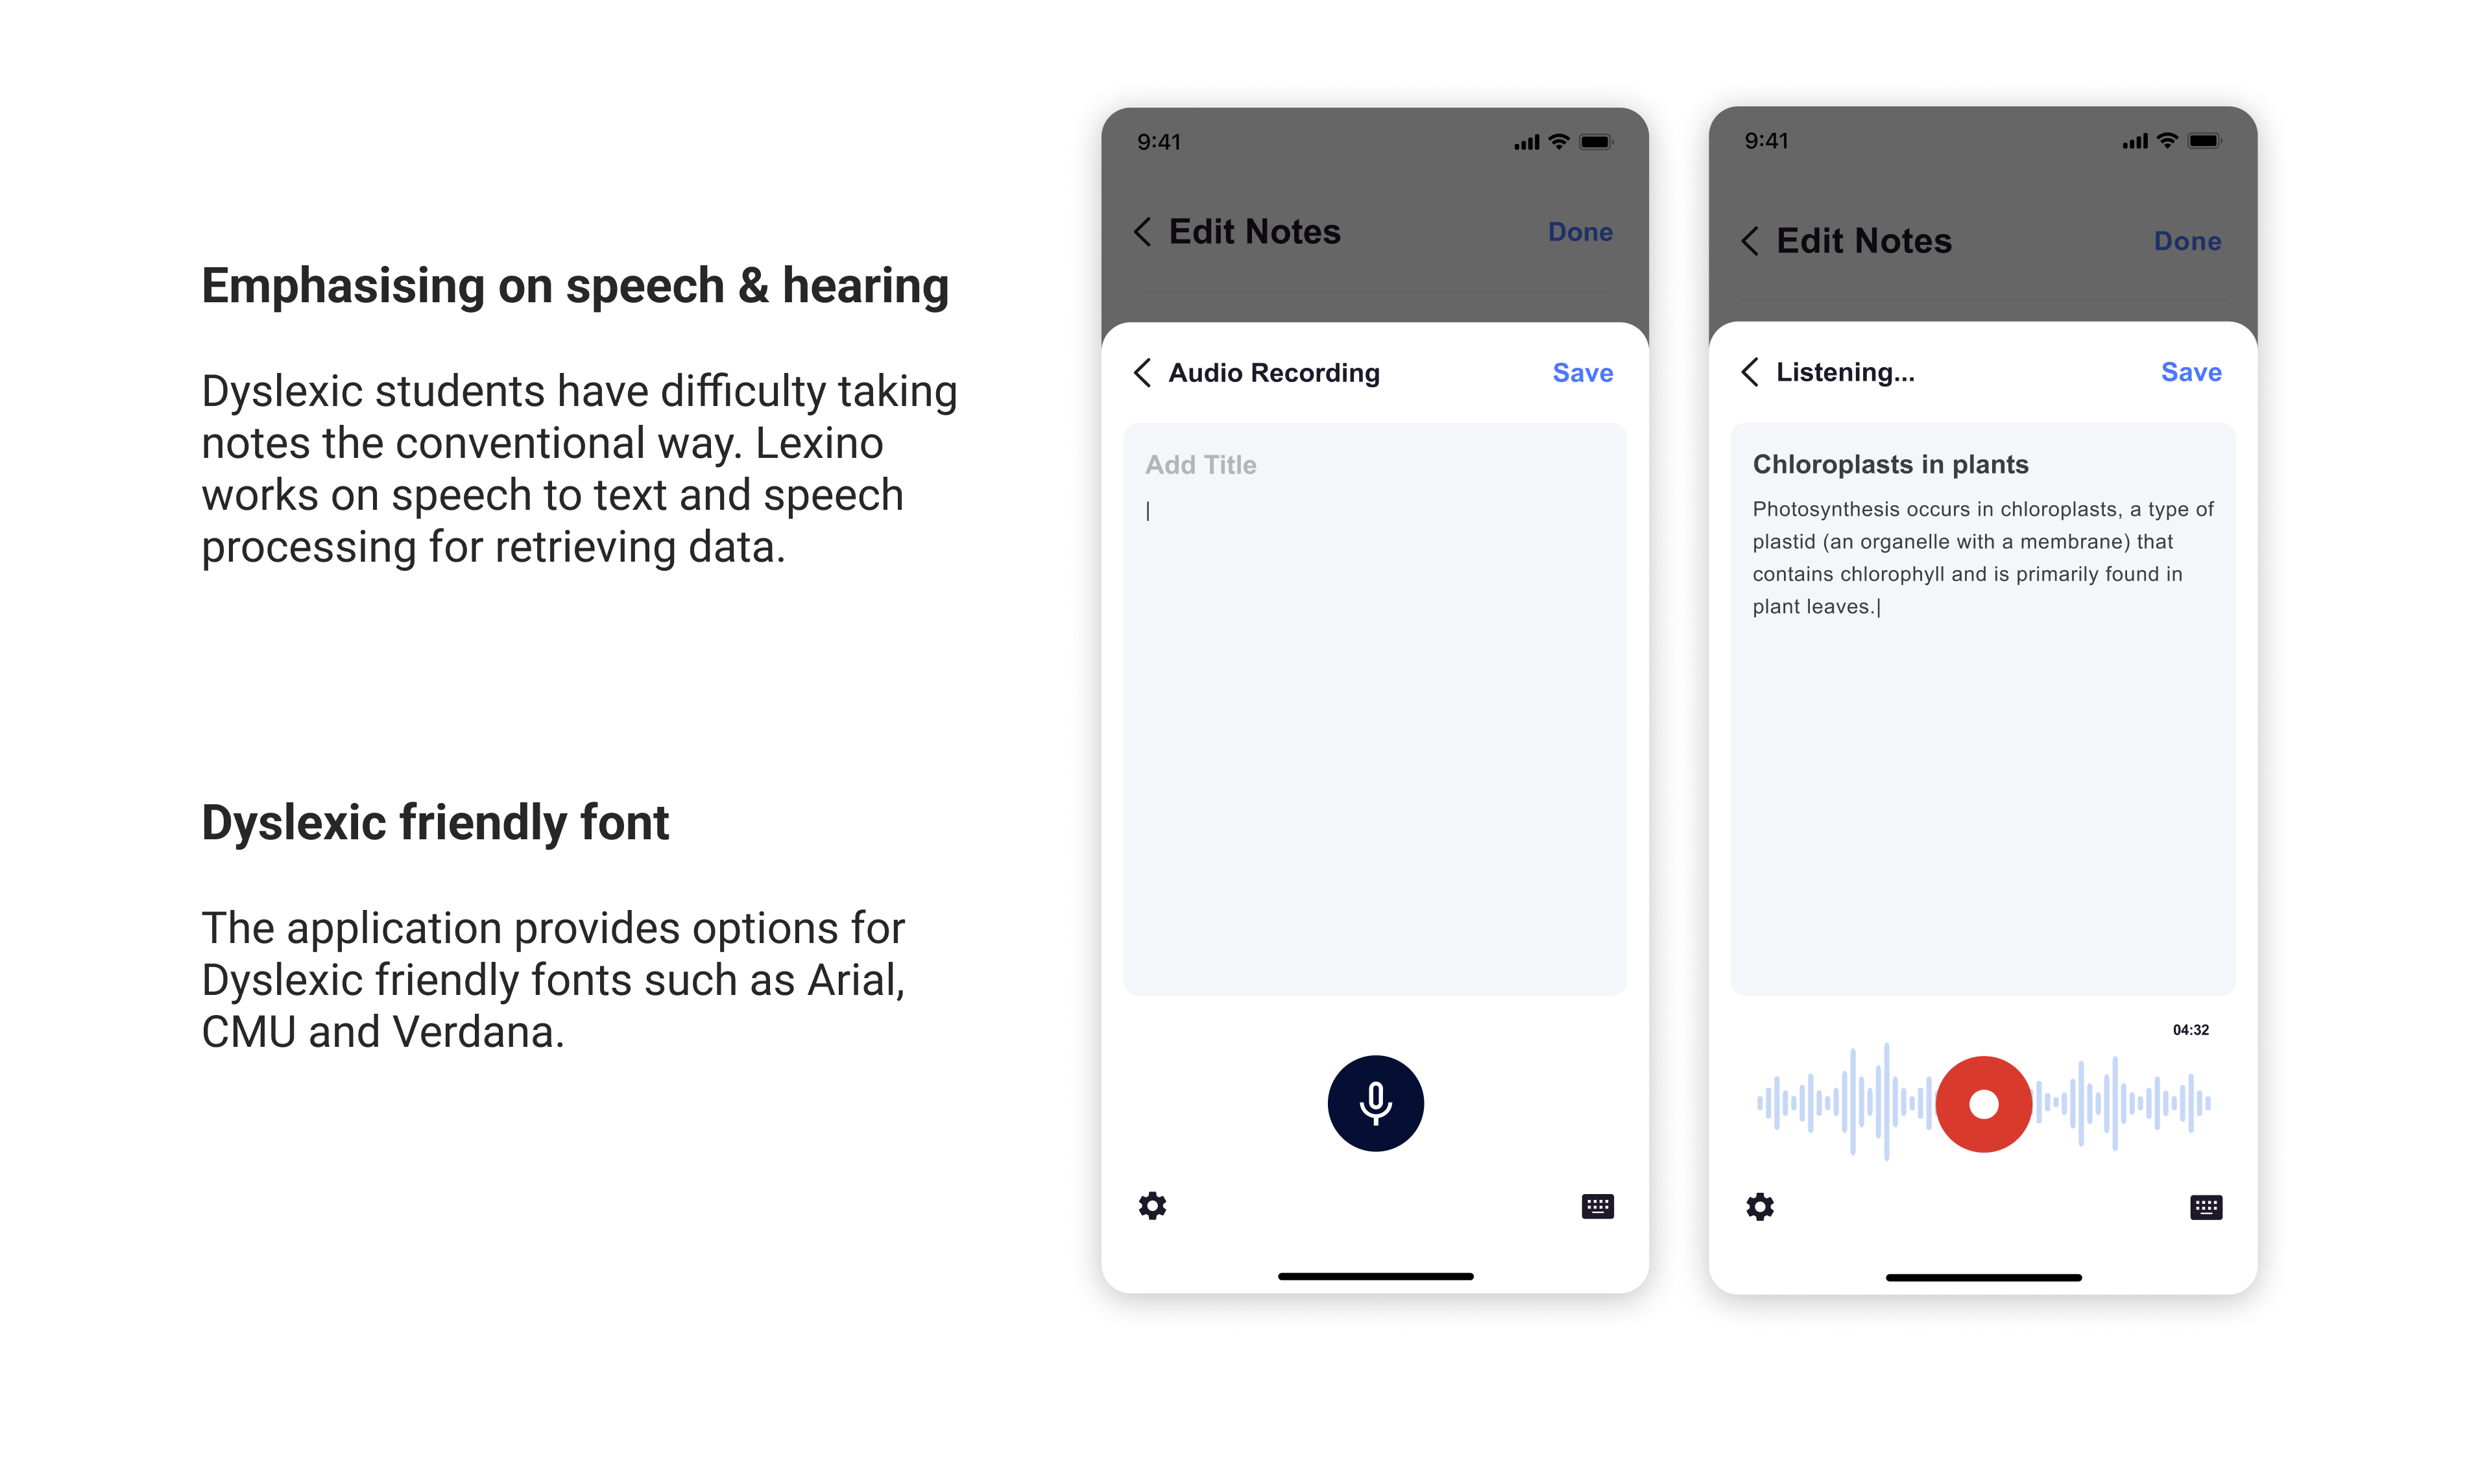 Emphasising on speech & hearing
Dyslexic students have difficulty taking
notes the conventional way. Lexino
works on speech to text and speech
processing for retrieving data.
Dyslexic friendly font
The application provides options for
Dyslexic friendly fonts such as Arial,
CMU and Verdana.
9:41
Edit Notes
Done
Audio Recording
Save
Add Title
9:41
Edit Notes
Done
Listening...
Save
Chloroplasts in plants
Photosynthesis occurs in chloroplasts, a type of
plastid (an organelle with a membrane) that
contains chlorophyll and is primarily found in
plant leaves.
04:32